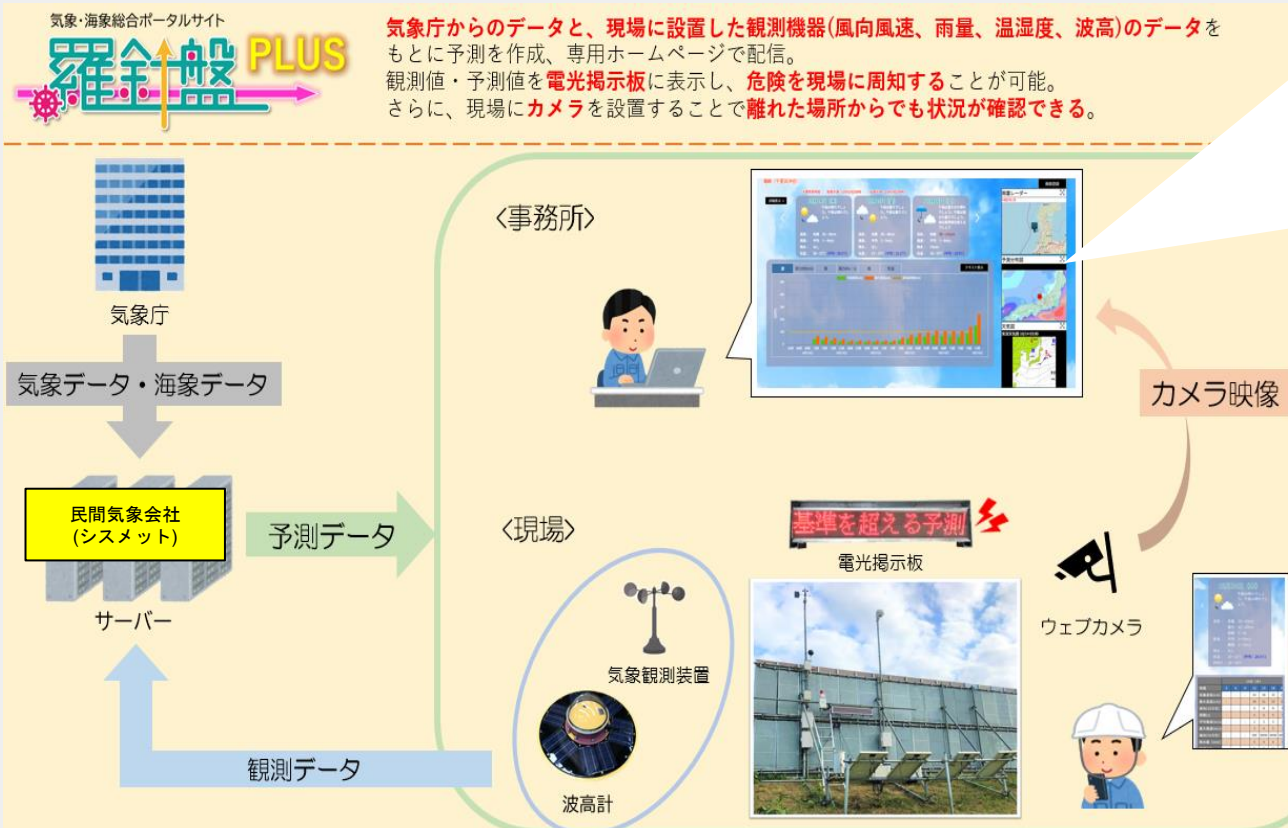 気象・海象総合ポータルサイト
羅針盤 PLUS
気象庁からのデータと、現場に設置した観測機器(風向風速、雨量、温湿度、波高)のデータを
もとに予測を作成、専用ホームページで配信。
観測値・予測値を電光掲示板に表示し、危険を現場に周知することが可能。
さらに、現場にカメラを設置することで離れた場所からでも状況が確認できる。
気象庁
気象データ・海象データ
民間気象会社
(シスメット)
サーバー
予測データ
観測データ
〈事務所〉
カメラ映像
〈現場〉
基準を超える予測
電光掲示板
ウェブカメラ
気象観測装置
波高計